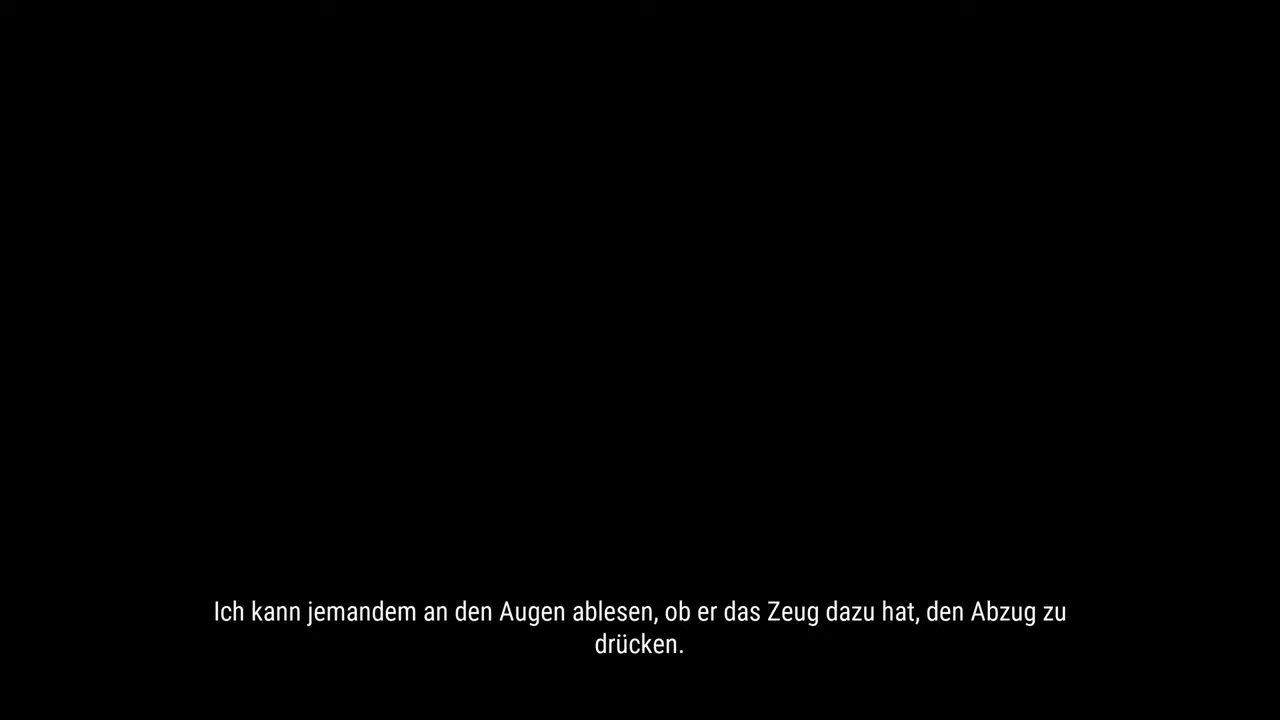 Ich kann jemandem an den Augen ablesen, ob er das Zeug dazu hat, den Abzug zu
drücken.